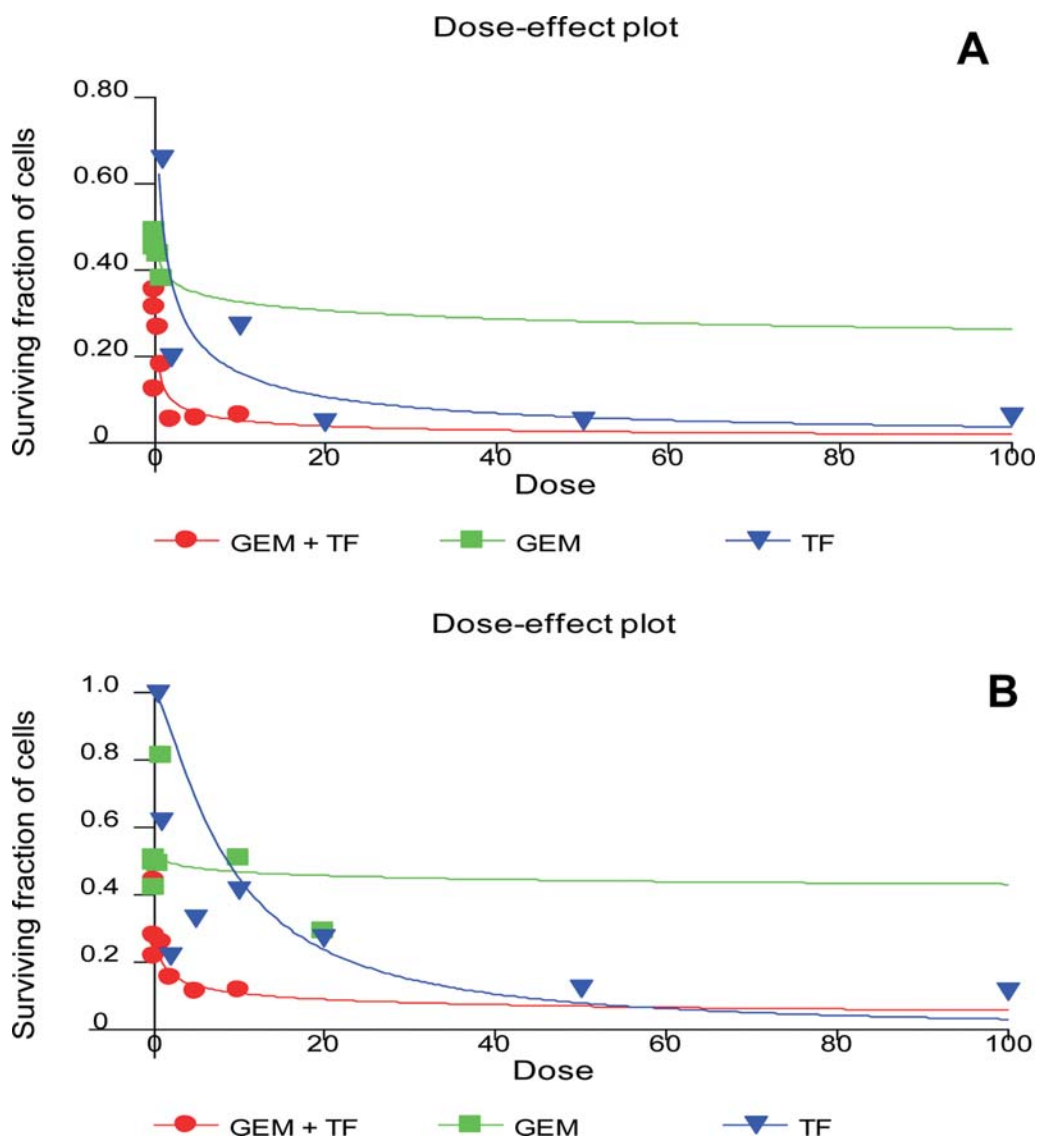 Dose-effect plot
A
Surviving fraction of cells
0.80
0.60
0.40
0.20
0
0 20 40 60 80 100
Dose
GEM + TF GEM TF
Dose-effect plot
B
Surviving fraction of cells
1.0
0.8
0.6
0.4
0.2
0
0 20 40 60 80 100
Dose
GEM + TF GEM TF